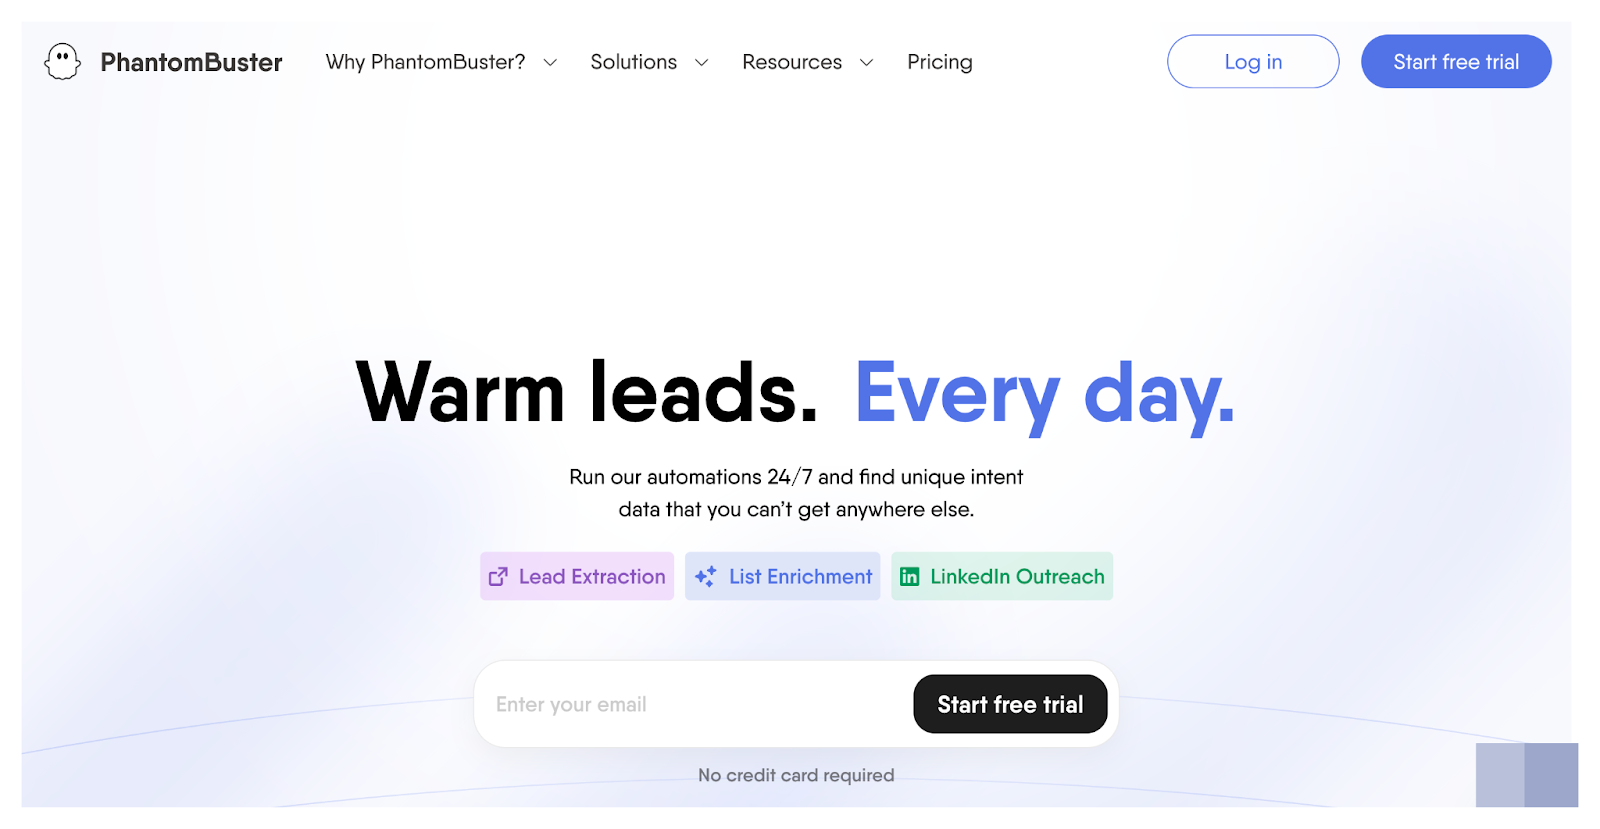 PhantomBuster
Why PhantomBuster?
Solutions
Resources
Pricing
Log in
Start free trial
Warm leads. Every day.
Run our automations 24/7 and find unique intent
data that you can’t get anywhere else.
Lead Extraction
List Enrichment
LinkedIn Outreach
Enter your email
Start free trial
No credit card required